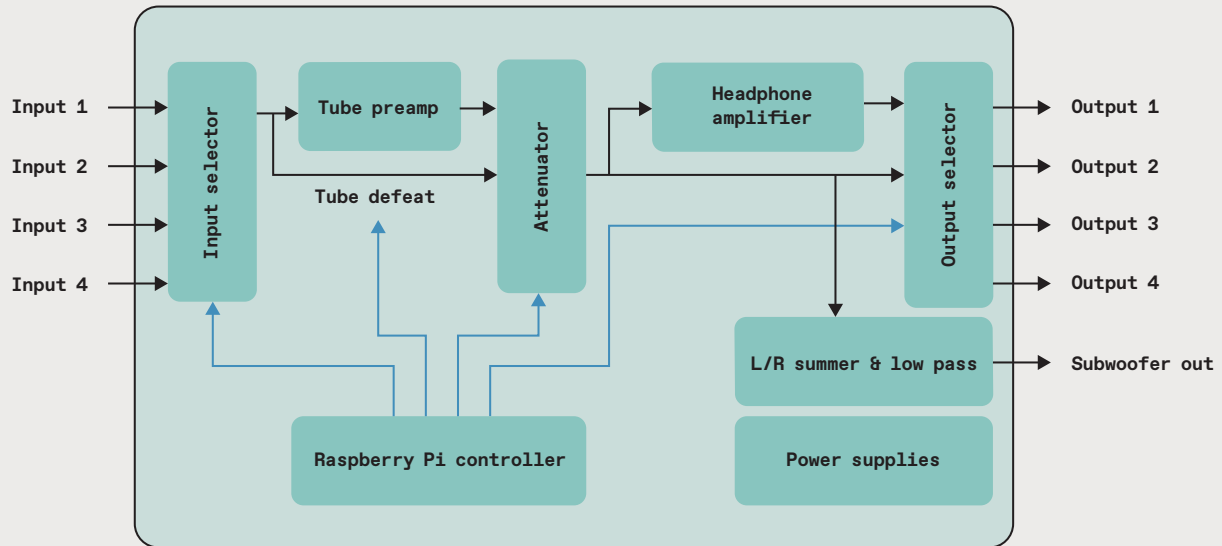 Input 1
Input 2
Input 3
Input 4
Input selector
Tube preamp
Tube defeat
Attenuator
Headphone
amplifier
Output selector
Output 1
Output 2
Output 3
Output 4
L/R summer & low pass
Subwoofer out
Raspberry Pi controller
Power supplies